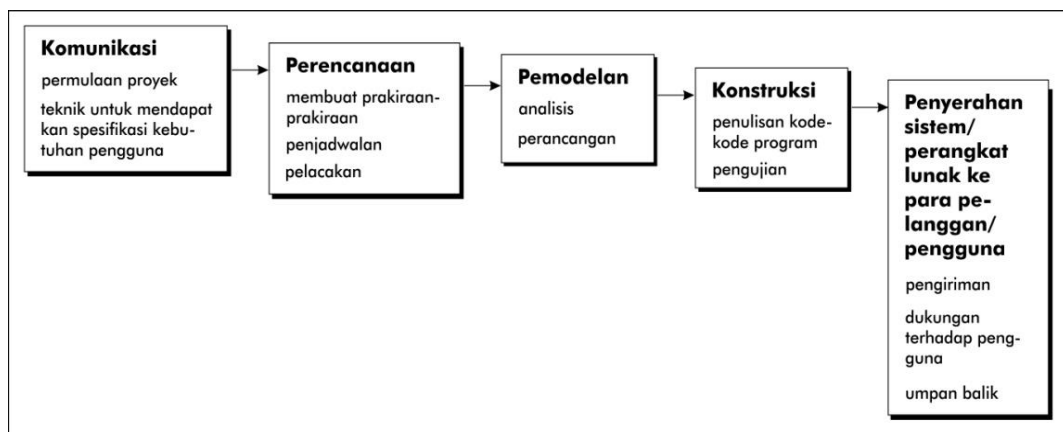 Komunikasi
permulaan proyek
teknik untuk mendapat
kan spesifikasi kebu-
tuhan pengguna
Perencanaan
membuat prakiraan-
prakiraan
penjadwalan
pelacakan
Pemodelan
analisis
perancangan
Konstruksi
penulisan kode-
kode program
pengujian
Penyerahan
sistem/
perangkat
lunak ke
para pe-
langgan/
pengguna
pengiriman
dukungan
terhadap peng-
guna
umpan balik